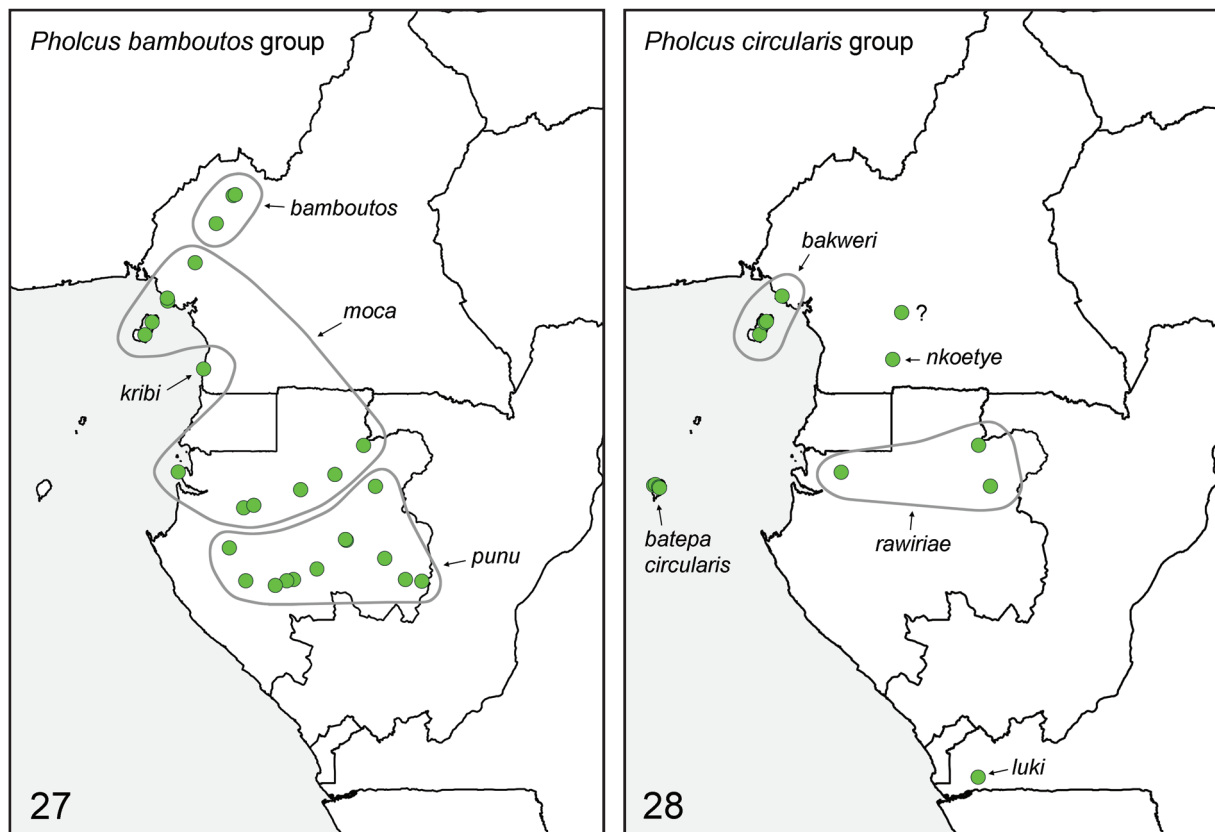 Pholcus bamboutos group
bamboutos
moca
kribi
punu
27
Pholcus circularis group
bakweri
?
nkoetye
batepa
circularis
rawiriae
luki
28